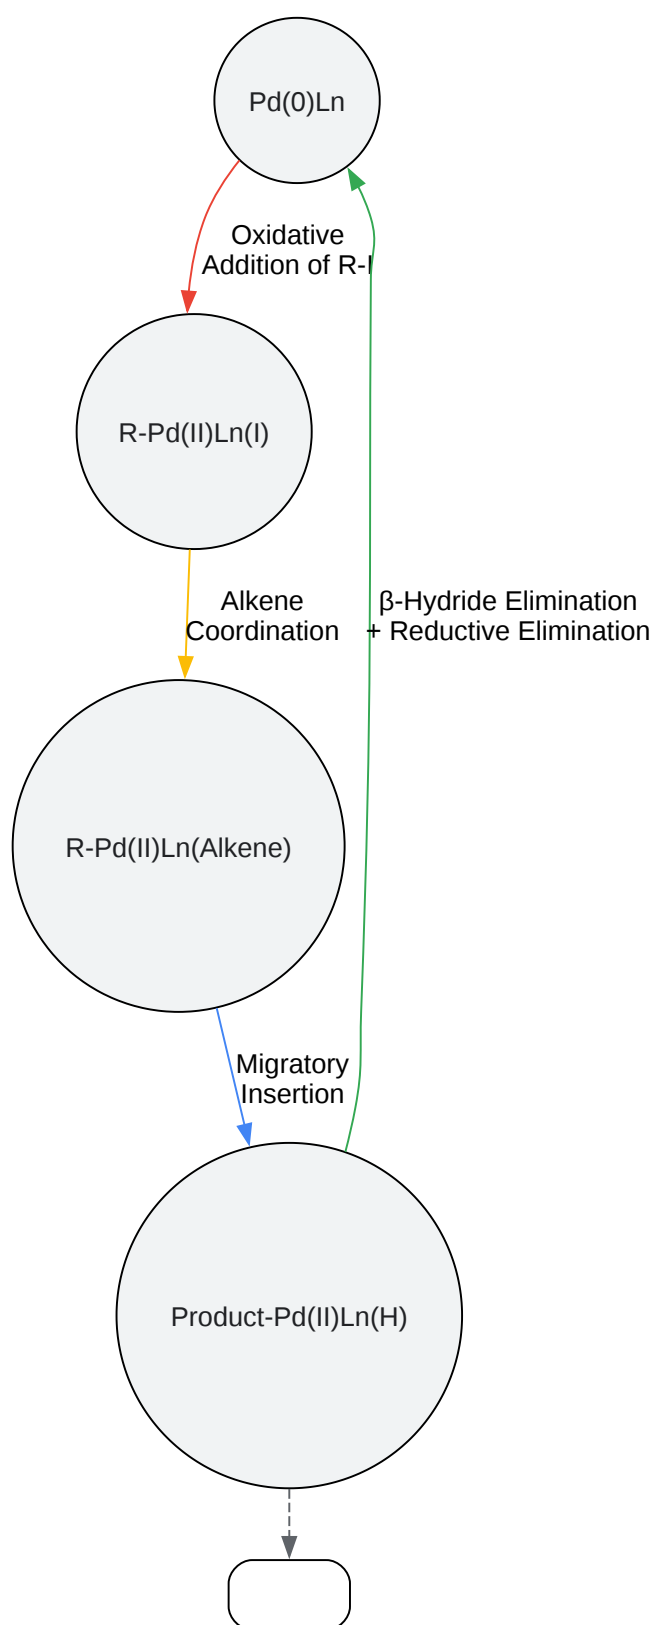 Pd(0)Ln
Oxidative
Addition of R-I
R-Pd(II)Ln(I)
Alkene
Coordination
β-Hydride Elimination
+ Reductive Elimination
R-Pd(II)Ln(Alkene)
Migratory
Insertion
Product-Pd(II)Ln(H)